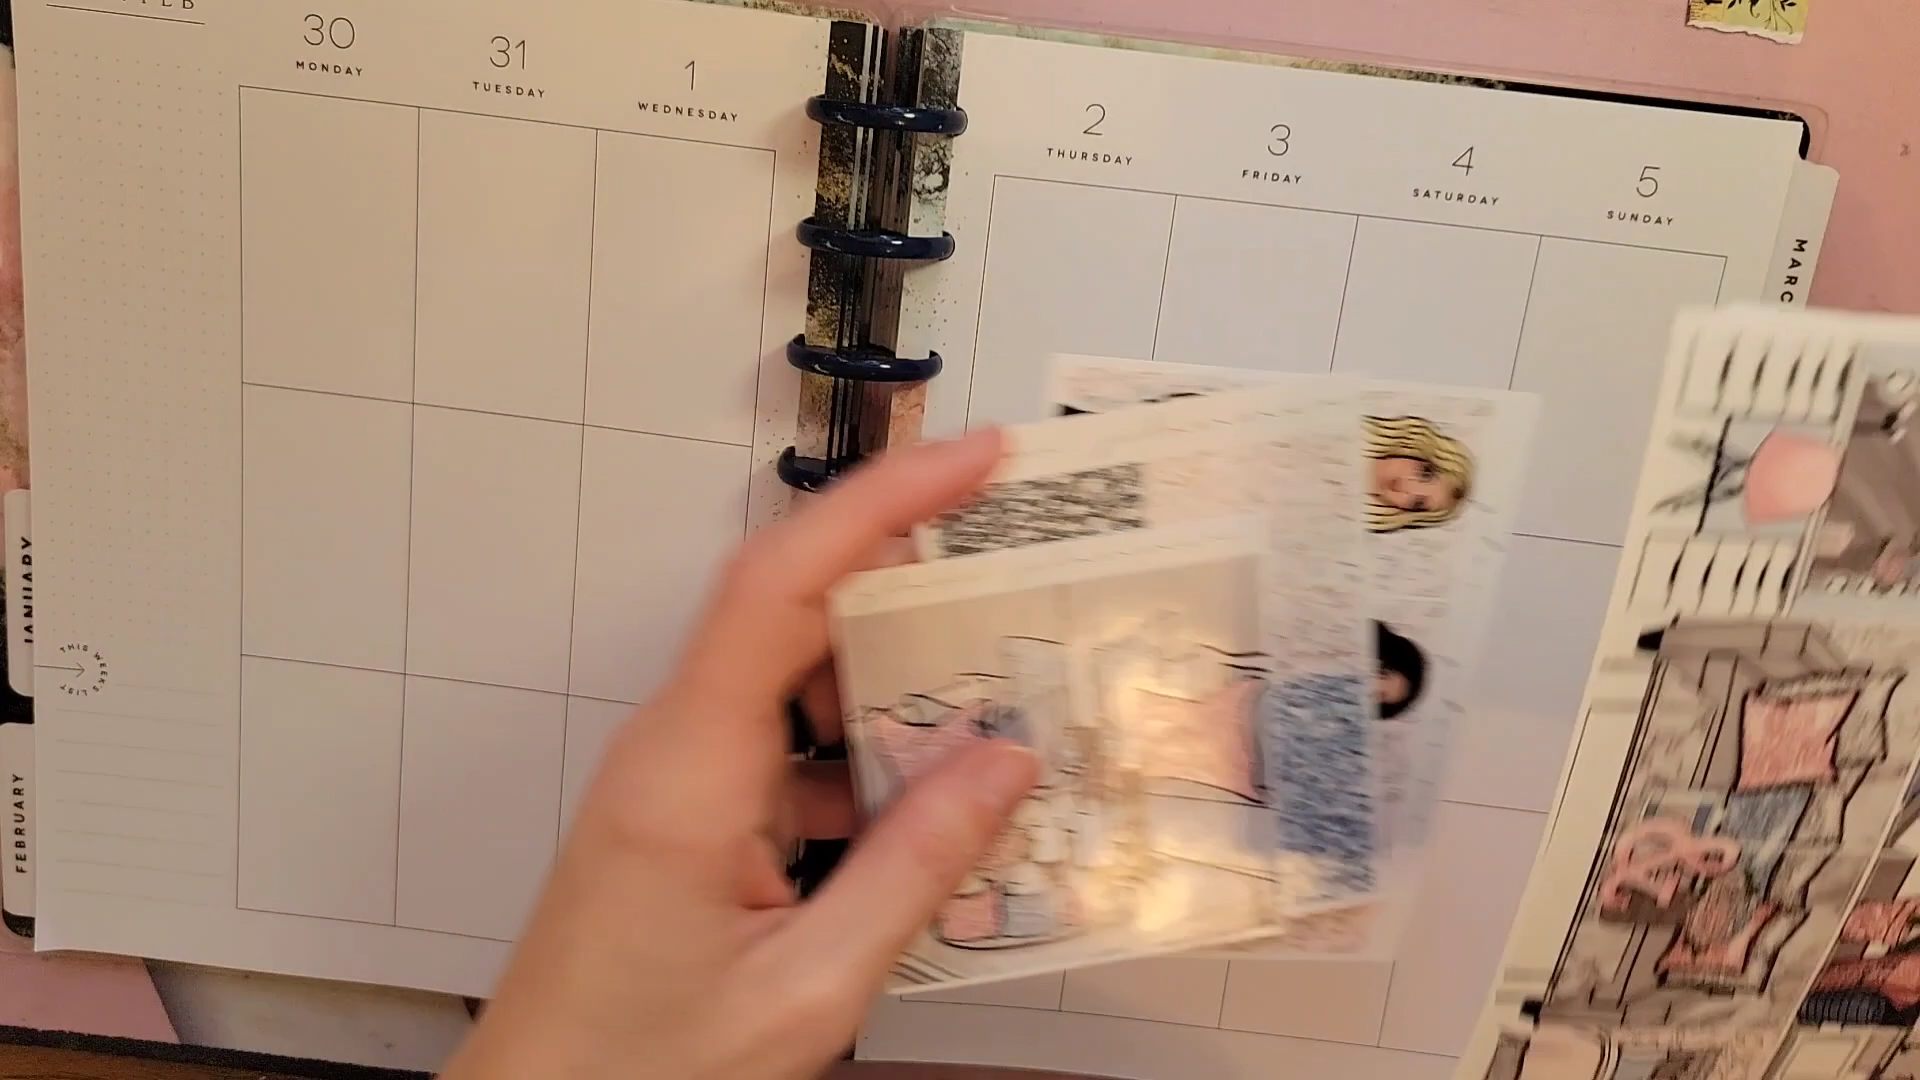 30
MONDAY
31
TUESDAY
1
WEDNESDAY
2
THURSDAY
3
FRIDAY
4
SATURDAY
5
SUNDAY
JANUARY
FEBRUARY
THIS WEEK'S LIST